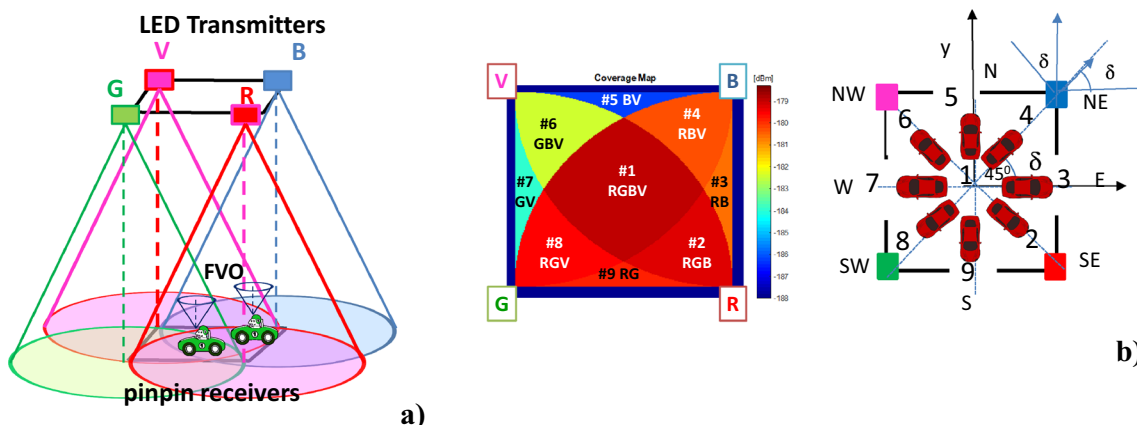 LED Transmitters
V
B
G
R
FVO
pinpin receivers
a)
Coverage Map
[dBm]
V
B
G
R
#5 BV
#6
GBV
#4
RBV
#1
RGBV
#7
GV
#3
RB
#8
RGV
#2
RGB
#9 RG
-179
-180
-181
-182
-183
-184
-185
-186
-187
-188
y
N
δ
δ
NW
5
NE
6
4
δ
1
45⁰
W
7
3
E
8
2
SW
9
SE
S
b)